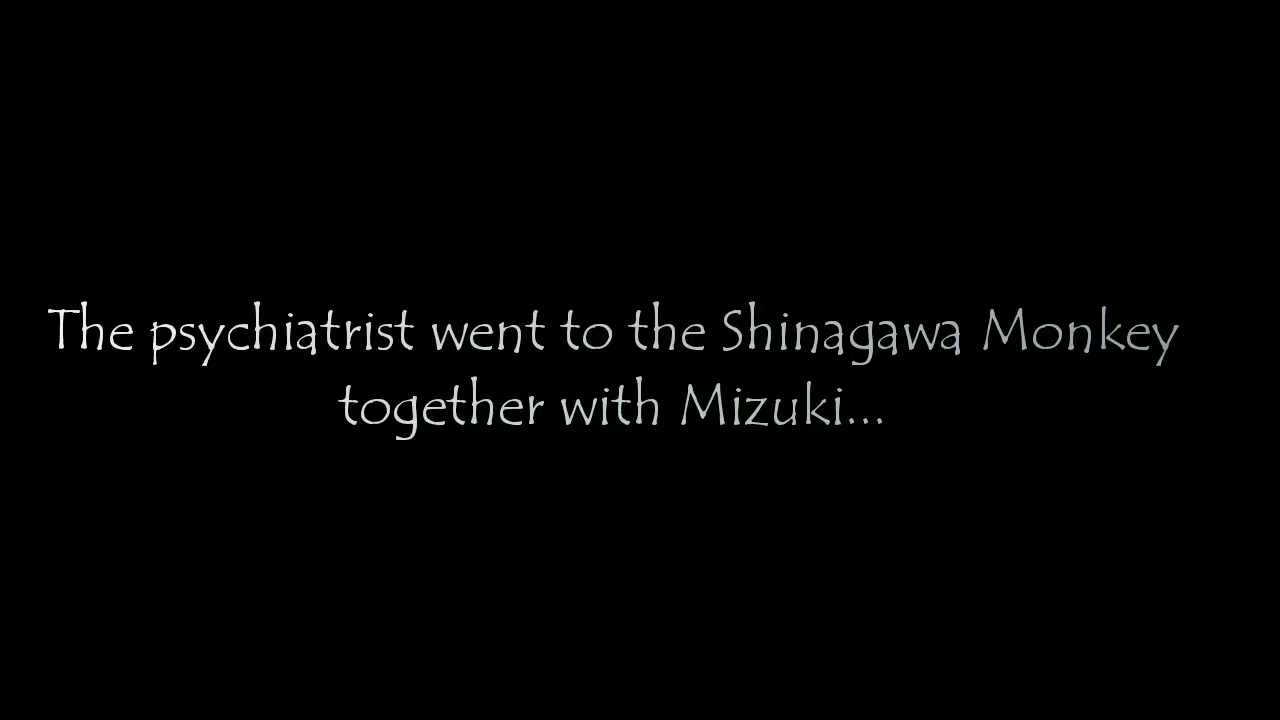 The psychiatrist went to the Shinagawa Monkey
together with Mizuki...